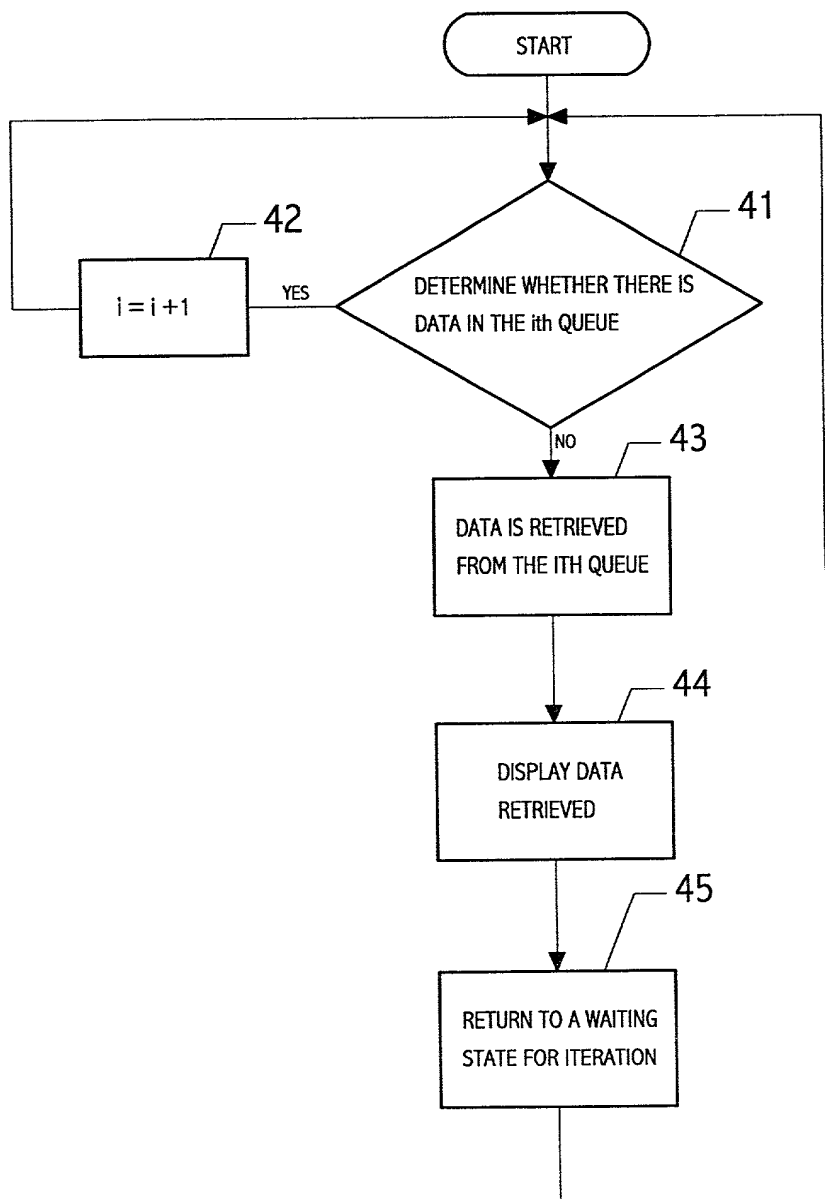 START
42
41
i=i+1
YES
DETERMINE WHETHER THERE IS
DATA IN THE ith QUEUE
NO
43
DATA IS RETRIEVED
FROM THE ITH QUEUE
44
DISPLAY DATA
RETRIEVED
45
RETURN TO A WAITING
STATE FOR ITERATION